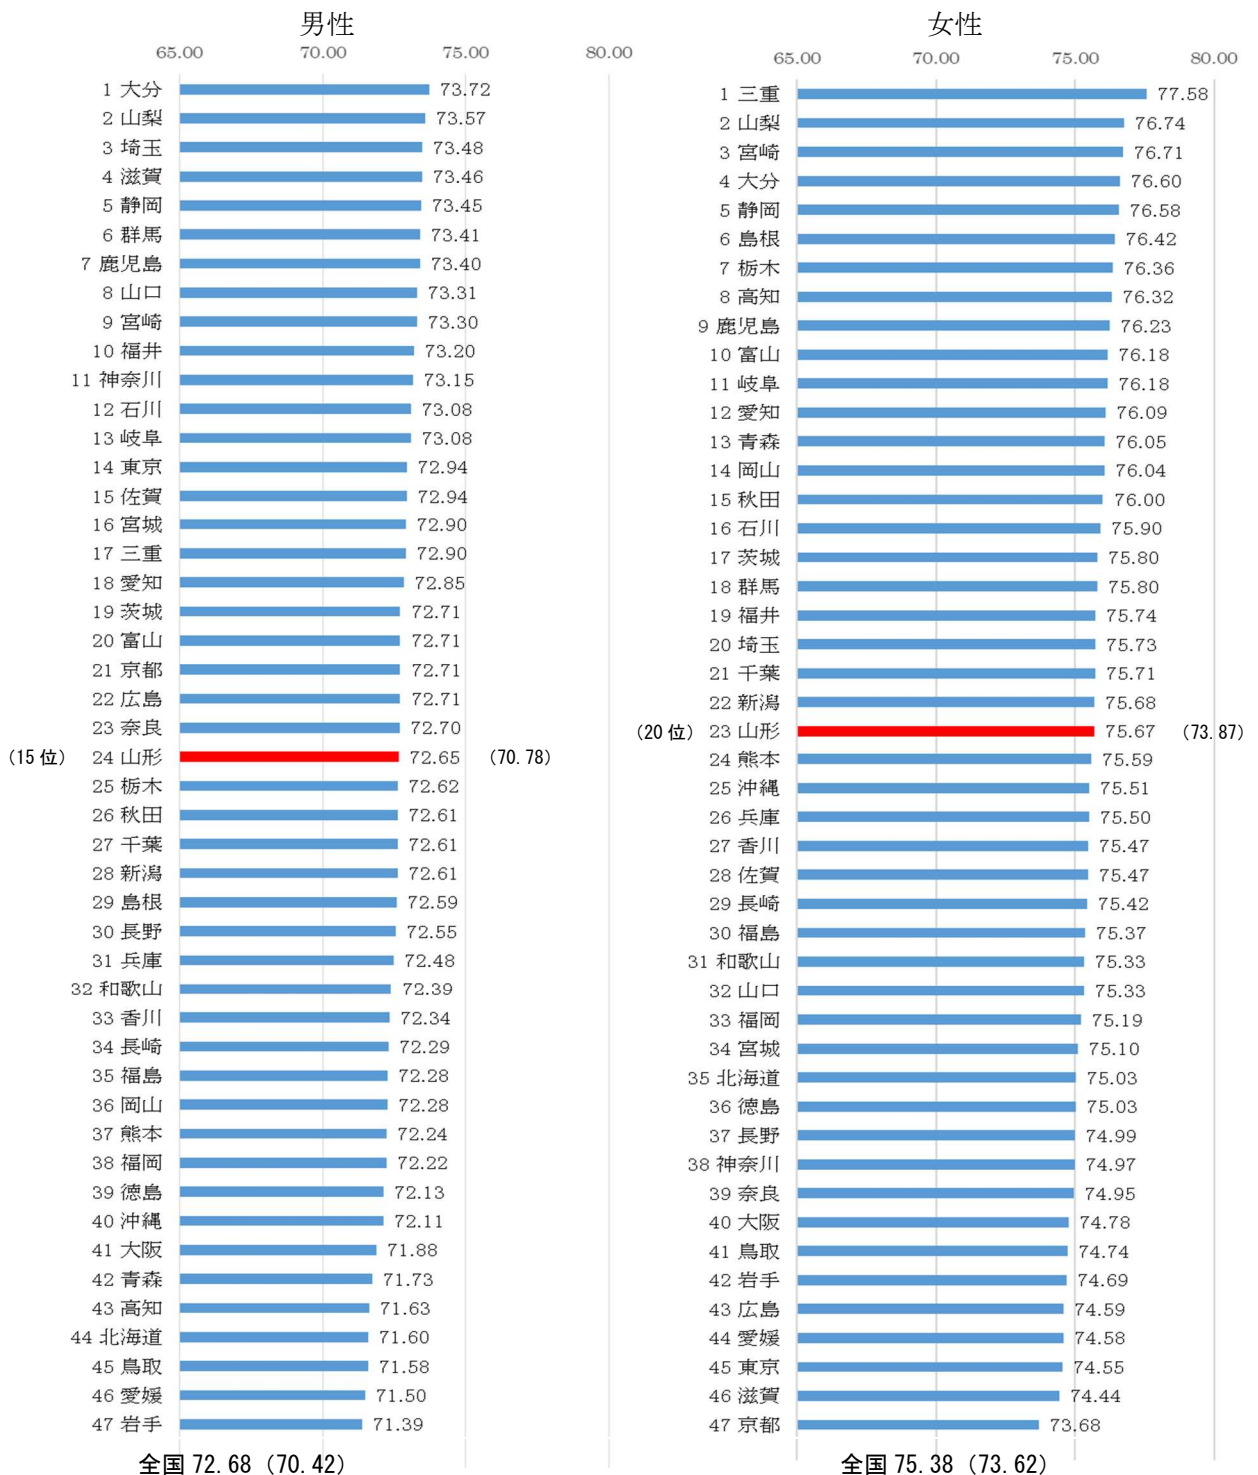 男性
65.00 70.00 75.00 80.00
1 大分 73.72
2 山梨 73.57
3 埼玉 73.48
4 滋賀 73.46
5 静岡 73.45
6 群馬 73.41
7 鹿児島 73.40
8 山口 73.31
9 宮崎 73.30
10 福井 73.20
11 神奈川 73.15
12 石川 73.08
13 岐阜 73.08
14 東京 72.94
15 佐賀 72.94
16 宮城 72.90
17 三重 72.90
18 愛知 72.85
19 茨城 72.71
20 富山 72.71
21 京都 72.71
22 広島 72.71
23 奈良 72.70
(15位) 24 山形 72.65 (70.78)
25 栃木 72.62
26 秋田 72.61
27 千葉 72.61
28 新潟 72.61
29 島根 72.59
30 長野 72.55
31 兵庫 72.48
32 和歌山 72.39
33 香川 72.34
34 長崎 72.29
35 福島 72.28
36 岡山 72.28
37 熊本 72.24
38 福岡 72.22
39 徳島 72.13
40 沖縄 72.11
41 大阪 71.88
42 青森 71.73
43 高知 71.63
44 北海道 71.60
45 鳥取 71.58
46 愛媛 71.50
47 岩手 71.39
全国 72.68 (70.42)
女性
65.00 70.00 75.00 80.00
1 三重 77.58
2 山梨 76.74
3 宮崎 76.71
4 大分 76.60
5 静岡 76.58
6 島根 76.42
7 栃木 76.36
8 高知 76.32
9 鹿児島 76.23
10 富山 76.18
11 岐阜 76.18
12 愛知 76.09
13 青森 76.05
14 岡山 76.04
15 秋田 76.00
16 石川 75.90
17 茨城 75.80
18 群馬 75.80
19 福井 75.74
20 埼玉 75.73
21 千葉 75.71
22 新潟 75.68
(20位) 23 山形 75.67 (73.87)
24 熊本 75.59
25 沖縄 75.51
26 兵庫 75.50
27 香川 75.47
28 佐賀 75.47
29 長崎 75.42
30 福島 75.37
31 和歌山 75.33
32 山口 75.33
33 福岡 75.19
34 宮城 75.10
35 北海道 75.03
36 徳島 75.03
37 長野 74.99
38 神奈川 74.97
39 奈良 74.95
40 大阪 74.78
41 鳥取 74.74
42 岩手 74.69
43 広島 74.59
44 愛媛 74.58
45 東京 74.55
46 滋賀 74.44
47 京都 73.68
全国 75.38 (73.62)